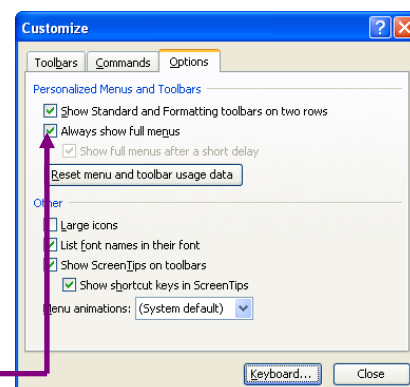 Customize
Toolbars Commands Options
Personalized Menus and Toolbars
Show Standard and Formatting toolbars on two rows
Always show full menus
Show full menus after a short delay
Reset menu and toolbar usage data
Other
Large icons
List font names in their font
Show ScreenTips on toolbars
Show shortcut keys in ScreenTips
Menu animations: (System default)
Keyboard... Close